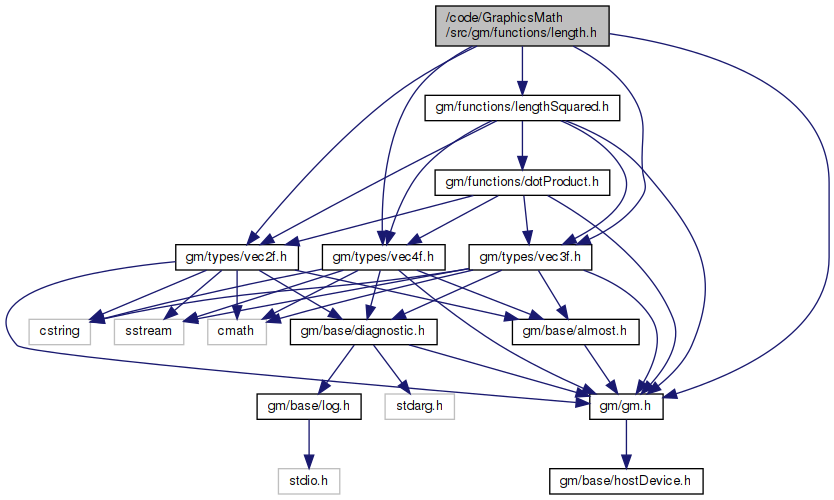 /code/GraphicsMath
/src/gm/functions/length.h
gm/functions/lengthSquared.h
gm/functions/dotProduct.h
gm/types/vec2f.h
gm/types/vec4f.h
gm/types/vec3f.h
cstring
sstream
cmath
gm/base/diagnostic.h
gm/base/almost.h
gm/base/log.h
stdarg.h
gm/gm.h
stdio.h
gm/base/hostDevice.h